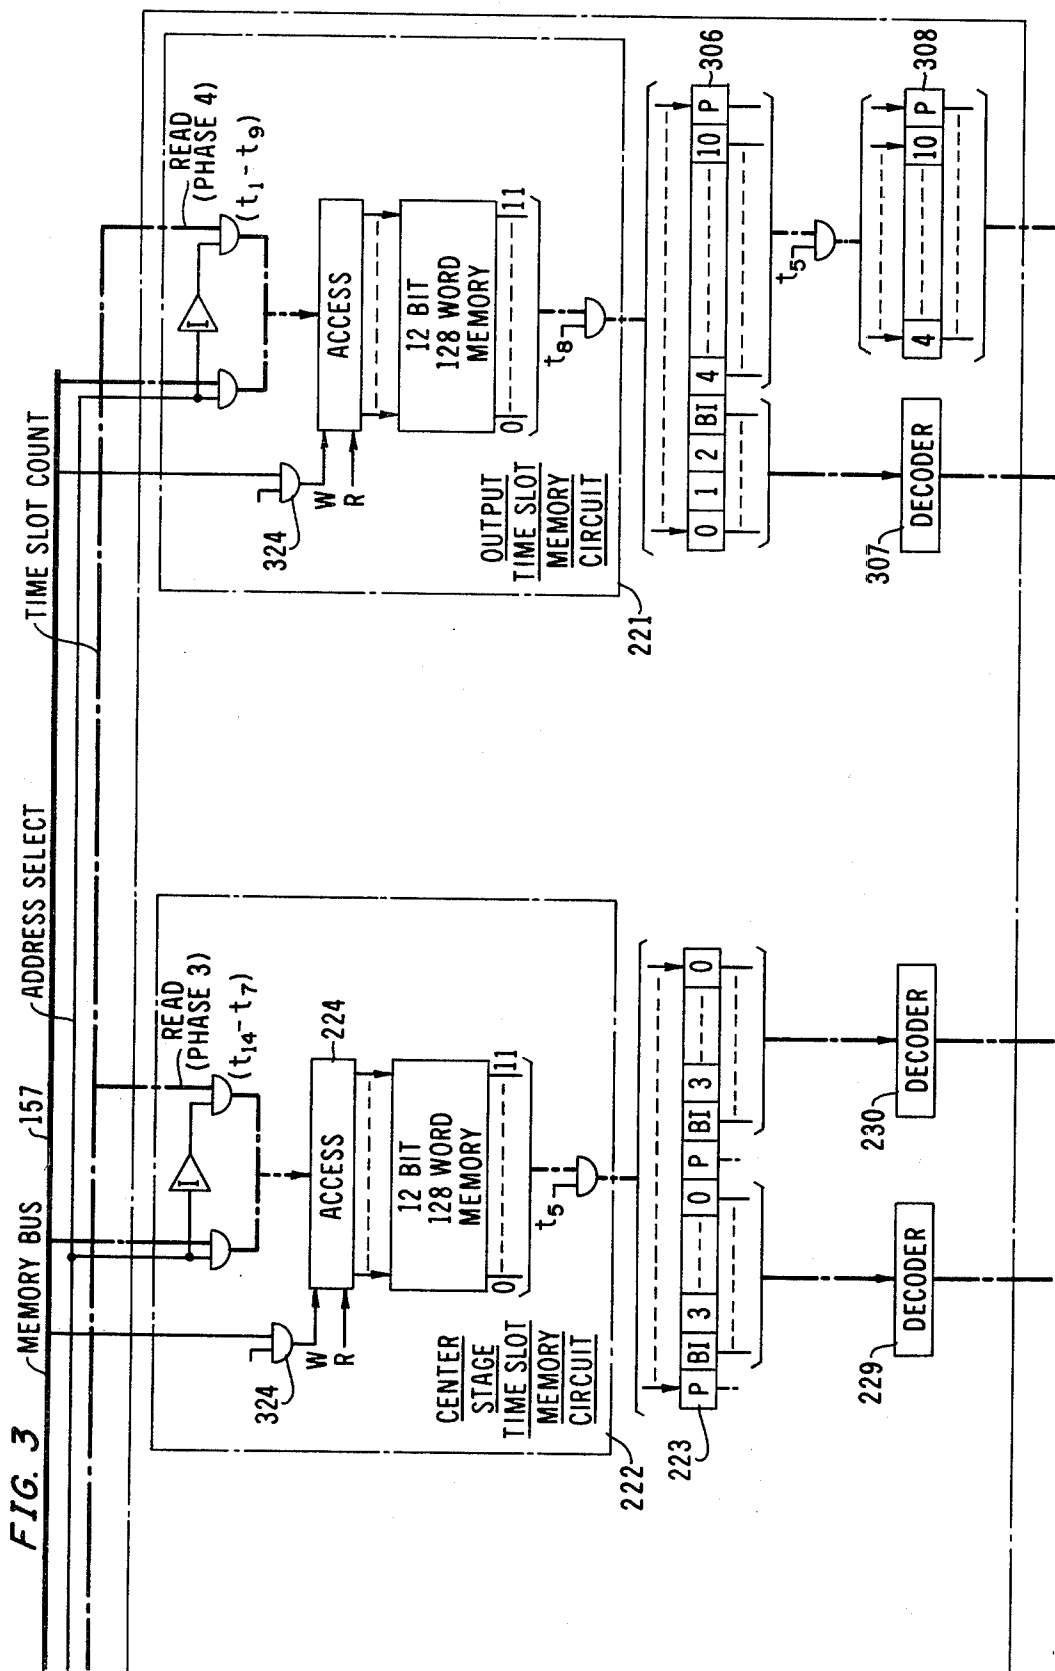 FIG. 3
MEMORY BUS
157
ADDRESS SELECT
TIME SLOT COUNT
READ
(PHASE 3)
(t14-t7)
I
324
W
R
ACCESS
224
12 BIT
128 WORD
MEMORY
0
11
CENTER
STAGE
TIME SLOT
MEMORY
CIRCUIT
222
t5
223
P BI 3 0 P BI 3 0
229
DECODER
230
DECODER
READ
(PHASE 4)
(t1-t9)
I
324
W
R
ACCESS
12 BIT
128 WORD
MEMORY
0
11
OUTPUT
TIME SLOT
MEMORY
CIRCUIT
221
t8
0 1 2 BI 4 10 P
306
t5
307
DECODER
4 10 P
308